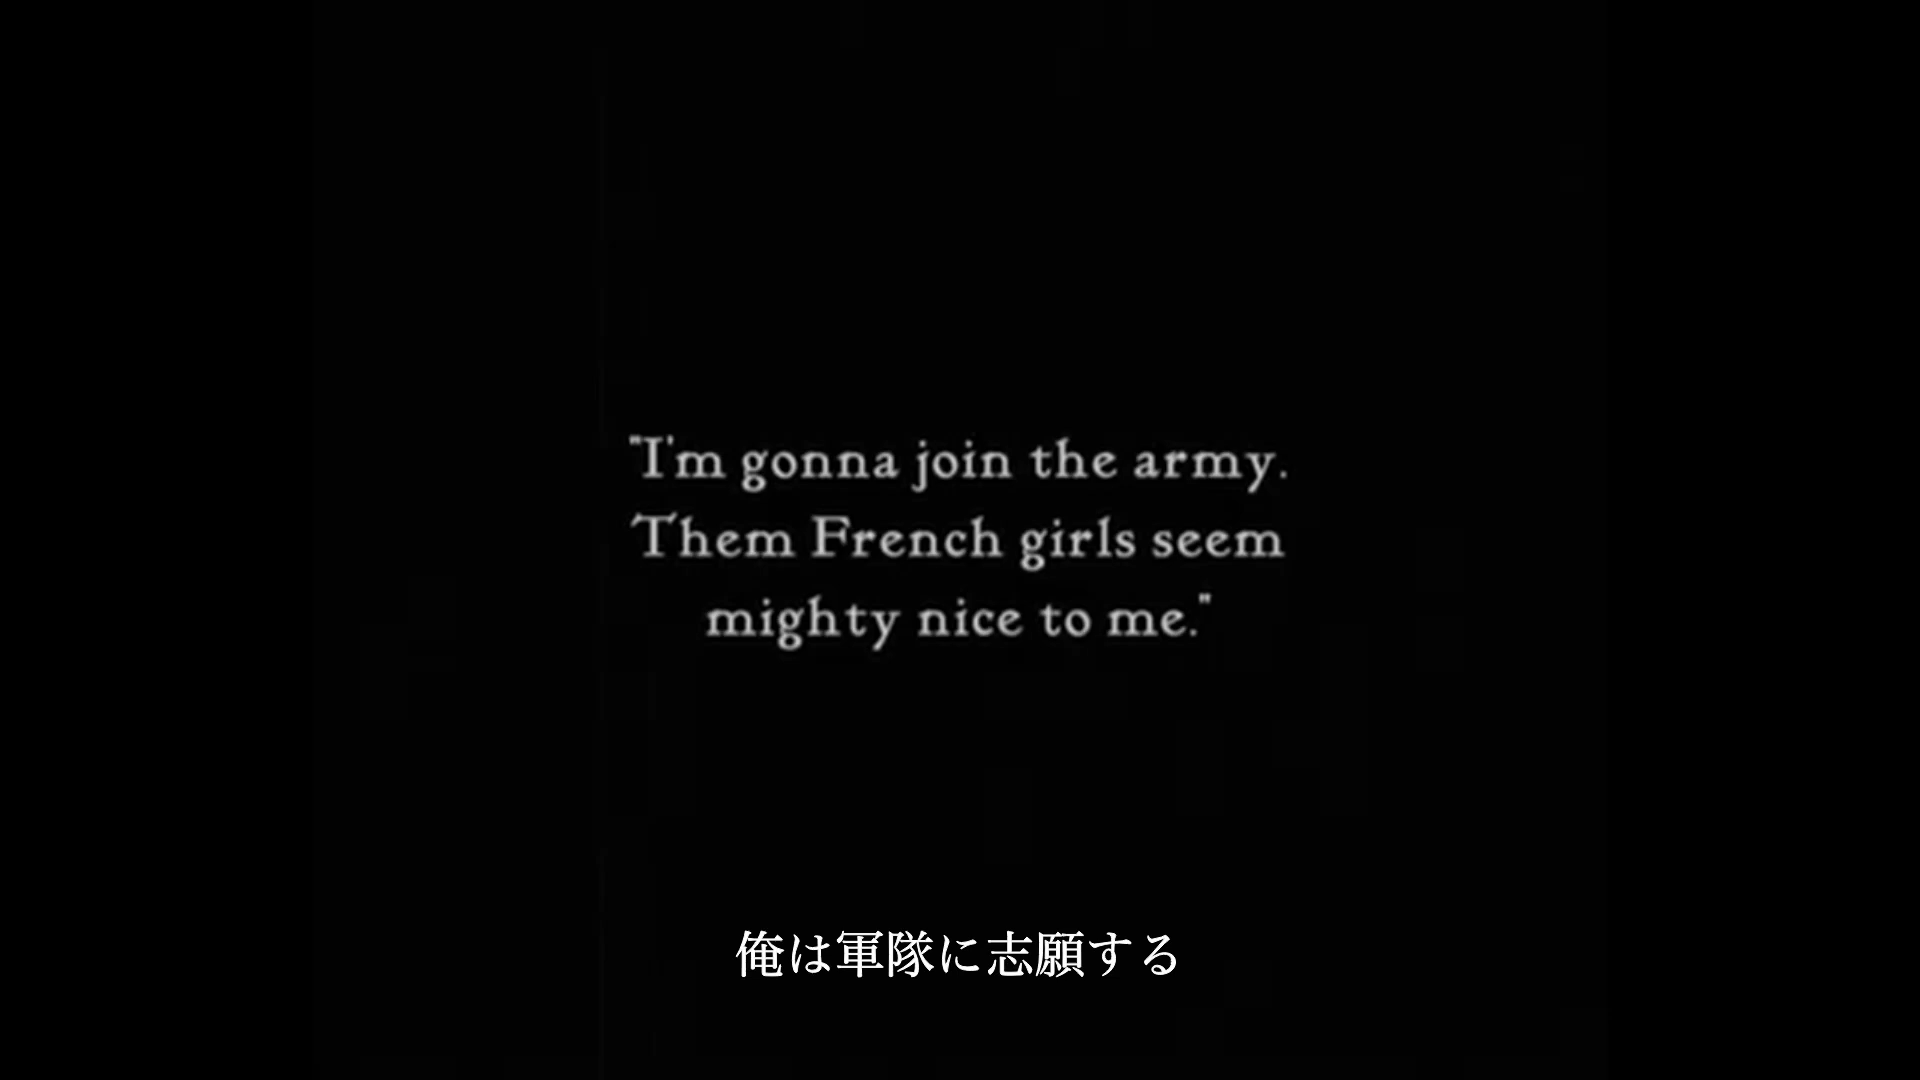 "I'm gonna join the army.
Them French girls seem
mighty nice to me."
俺は軍隊に志願する